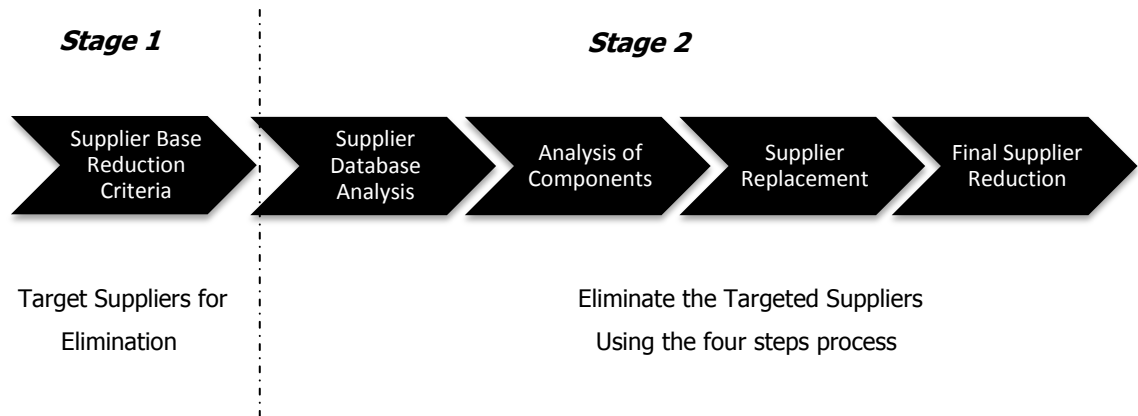 Stage 1
Stage 2
Supplier Base
Reduction
Criteria
Supplier
Database
Analysis
Analysis of
Components
Supplier
Replacement
Final Supplier
Reduction
Target Suppliers for
Elimination
Eliminate the Targeted Suppliers
Using the four steps process